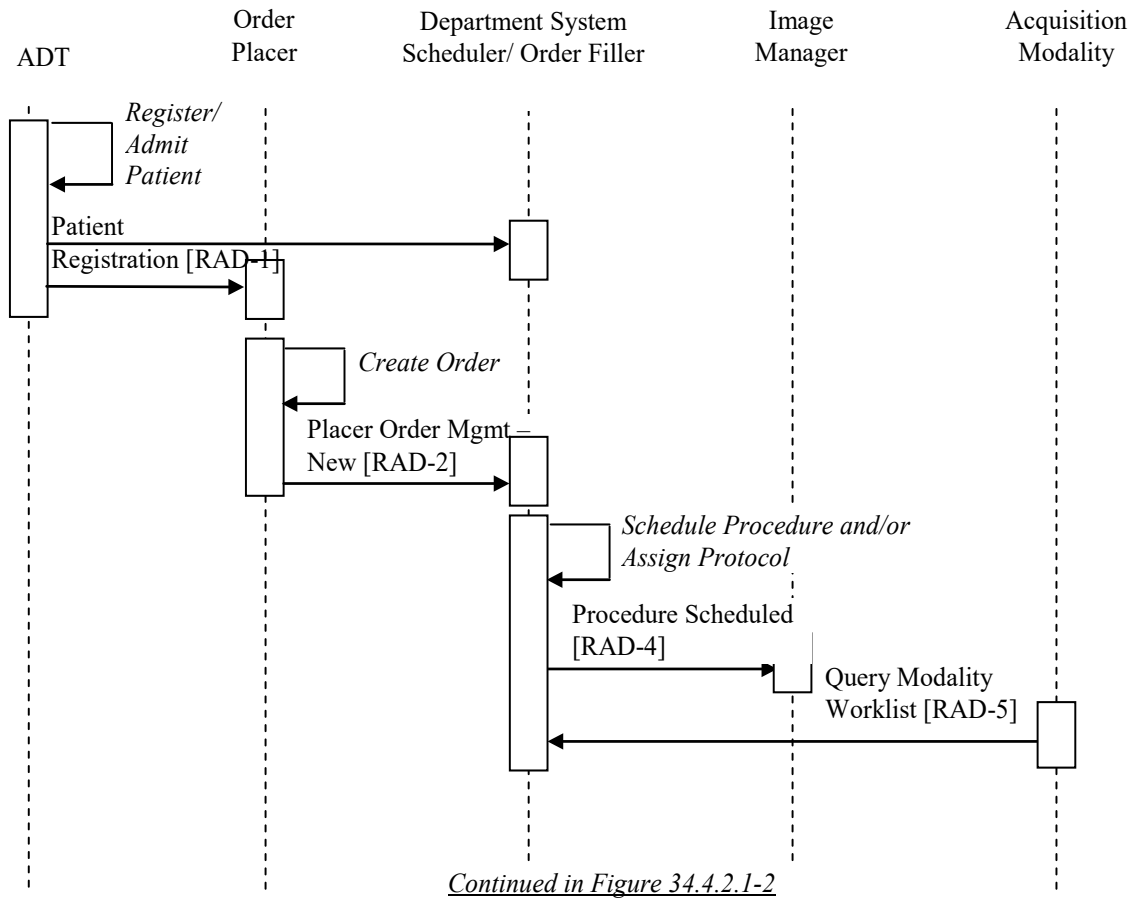 ADT
Order
Placer
Department System
Scheduler/ Order Filler
Image
Manager
Acquisition
Modality
Register/
Admit
Patient
Patient
Registration [RAD-1]
Create Order
Placer Order Mgmt –
New [RAD-2]
Schedule Procedure and/or
Assign Protocol
Procedure Scheduled
[RAD-4]
Query Modality
Worklist [RAD-5]
Continued in Figure 34.4.2.1-2